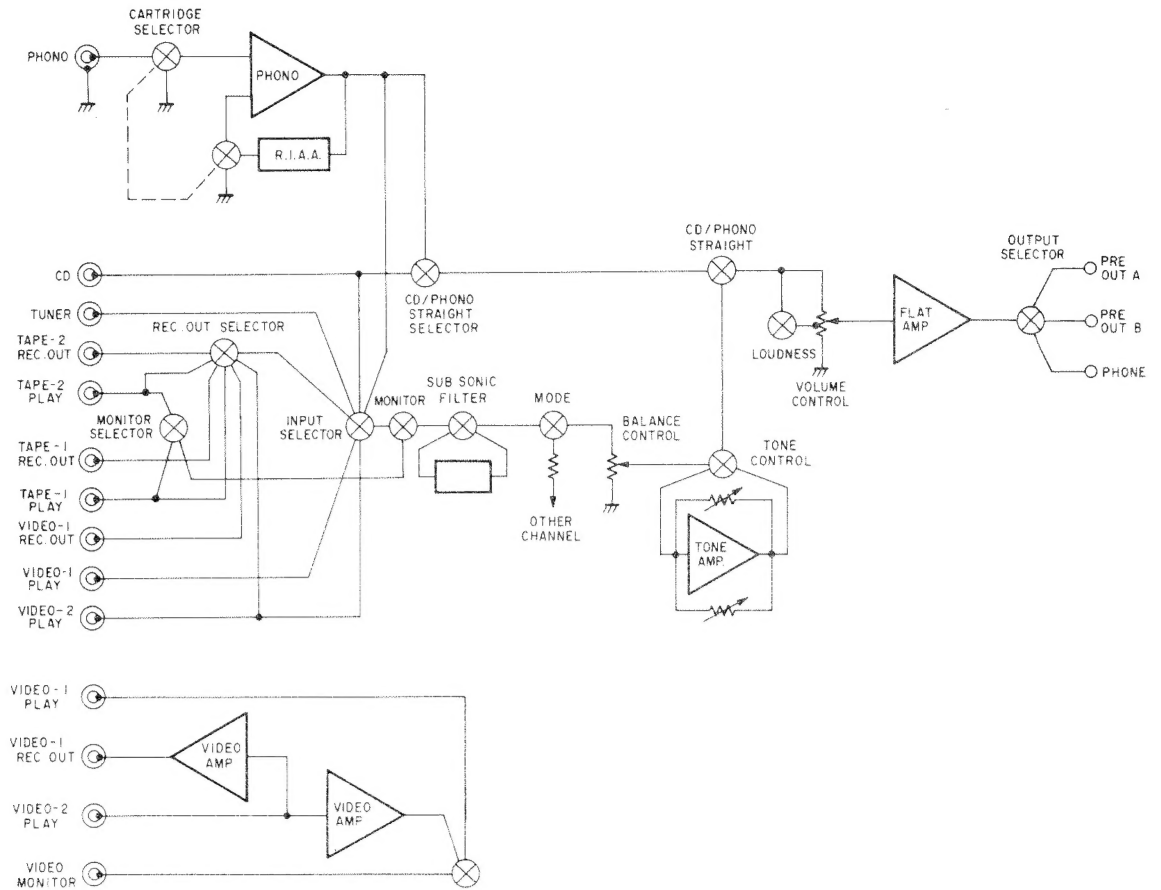 CARTRIDGE
SELECTOR
PHONO
PHONO
R.I.A.A.
CD
CD/PHONO
STRAIGHT
SELECTOR
CD/PHONO
STRAIGHT
OUTPUT
SELECTOR
PRE
OUT A
PRE
OUT B
PHONE
FLAT
AMP
LOUDNESS
VOLUME
CONTROL
TUNER
REC. OUT SELECTOR
TAPE-2
REC. OUT
TAPE-2
PLAY
MONITOR
SELECTOR
INPUT
SELECTOR
MONITOR
SUB SONIC
FILTER
MODE
BALANCE
CONTROL
TONE
CONTROL
TAPE-1
REC. OUT
TAPE-1
PLAY
OTHER
CHANNEL
TONE
AMP.
VIDEO-1
REC. OUT
VIDEO-1
PLAY
VIDEO-2
PLAY
VIDEO-1
PLAY
VIDEO-1
REC OUT
VIDEO
AMP
VIDEO-2
PLAY
VIDEO
AMP
VIDEO
MONITOR